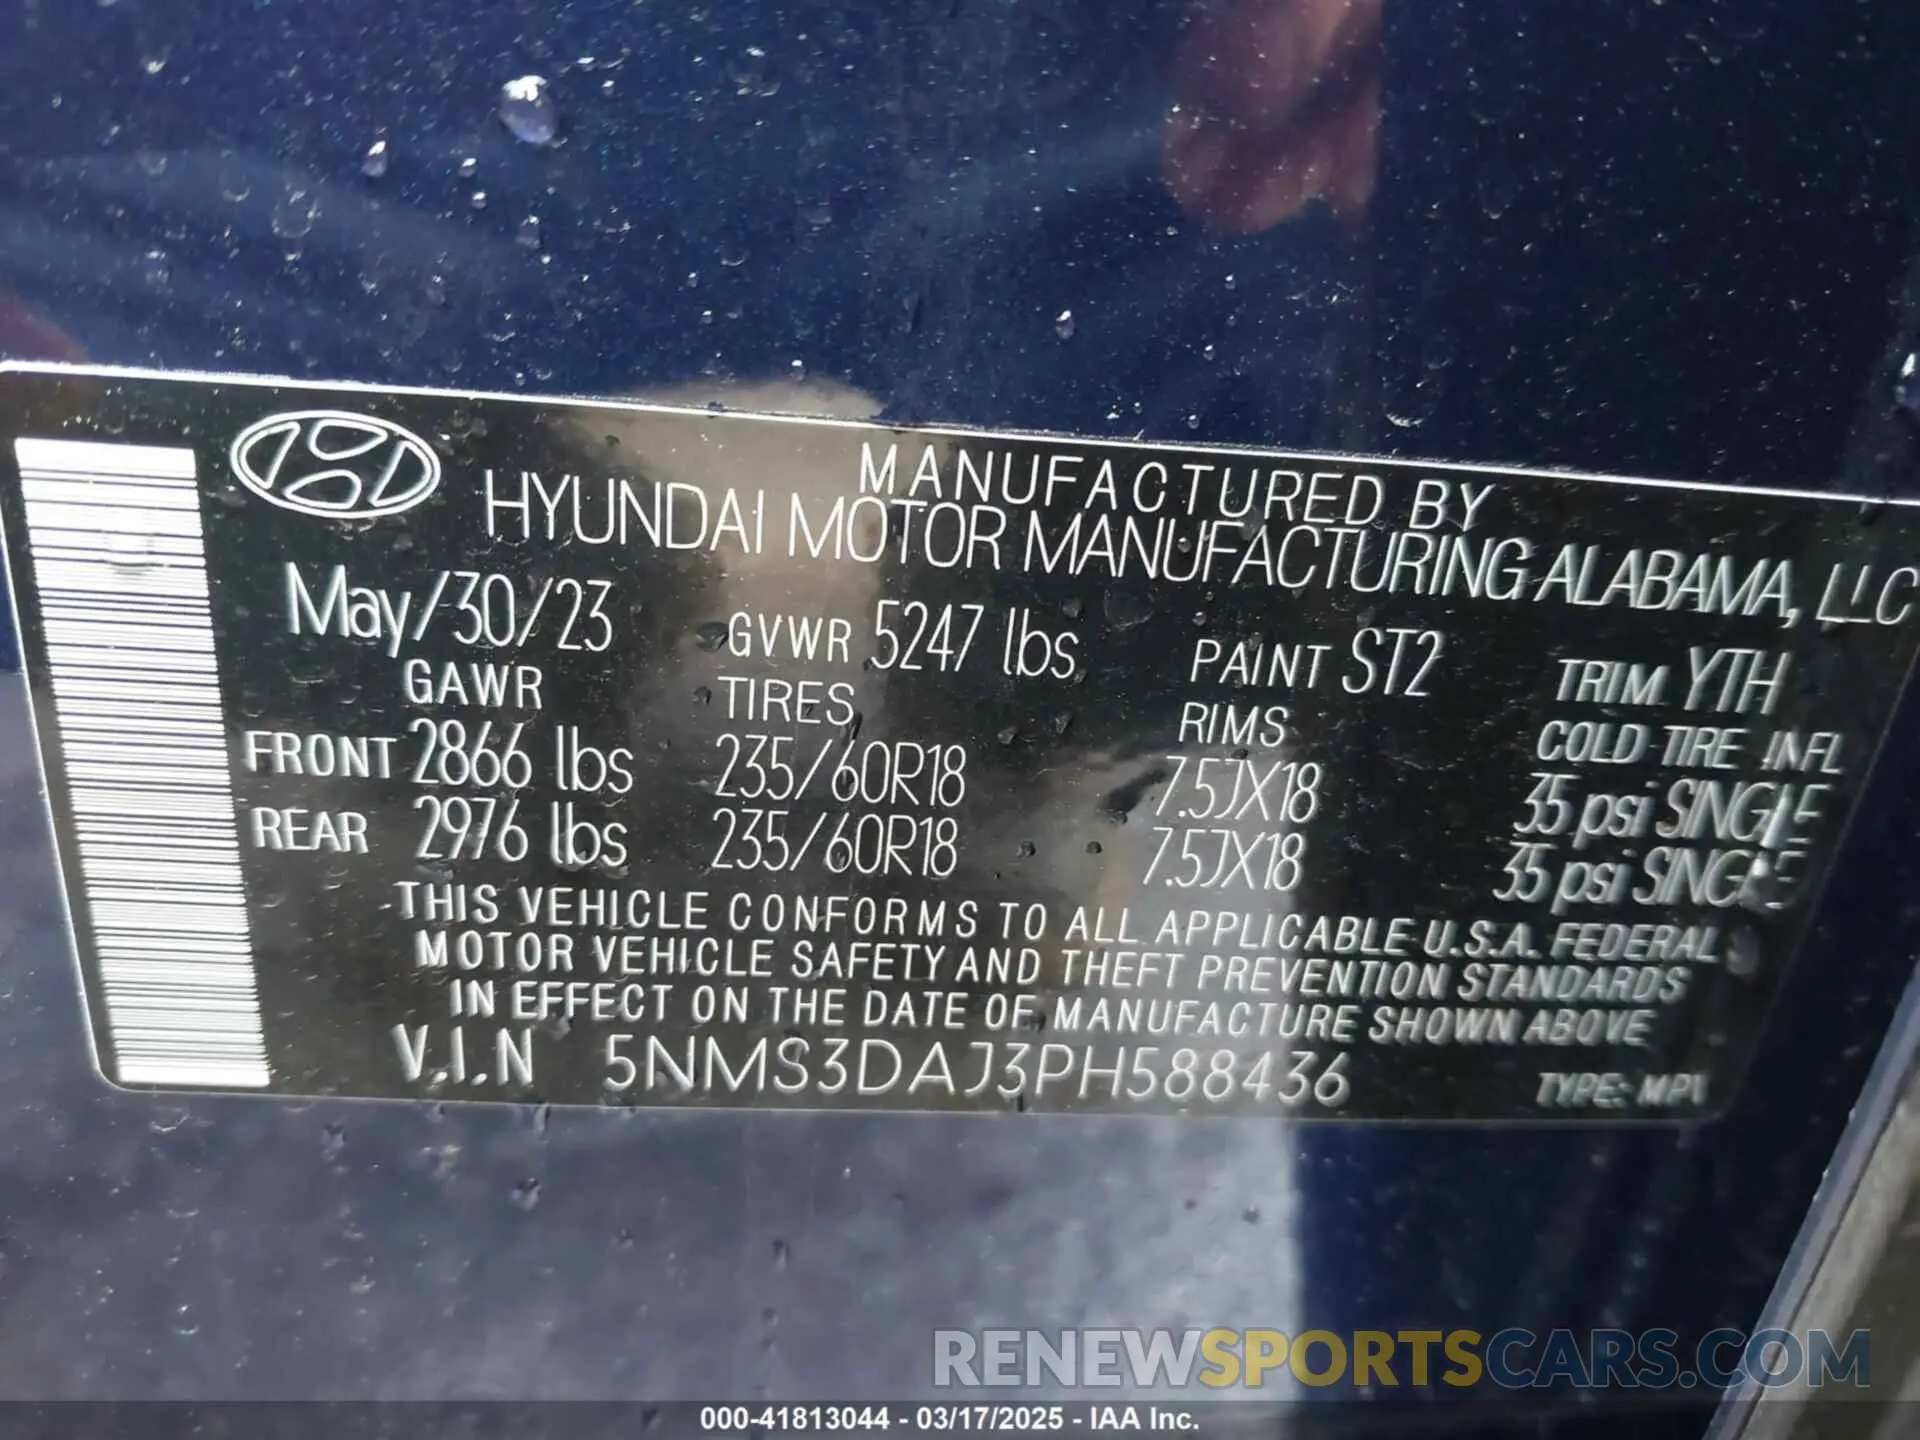 MANUFACTURED BY
HYUNDAI MOTOR MANUFACTURING ALABAMA, LLC
May/30/23 GVWR 5247 lbs PAINT ST2 TRIM YTH
GAWR TIRES RIMS COLD TIRE INFL
FRONT 2866 lbs 235/60R18 7.5JX18 35 psi SINGLE
REAR 2976 lbs 235/60R18 7.5JX18 35 psi SINGLE
THIS VEHICLE CONFORMS TO ALL APPLICABLE U.S.A. FEDERAL
MOTOR VEHICLE SAFETY AND THEFT PREVENTION STANDARDS
IN EFFECT ON THE DATE OF MANUFACTURE SHOWN ABOVE
V.I.N 5NMS3DAJ3PH588436 TYPE: MPV
RENEWSPORTSCARS.COM
000-41813044 - 03/17/2025 - IAA Inc.